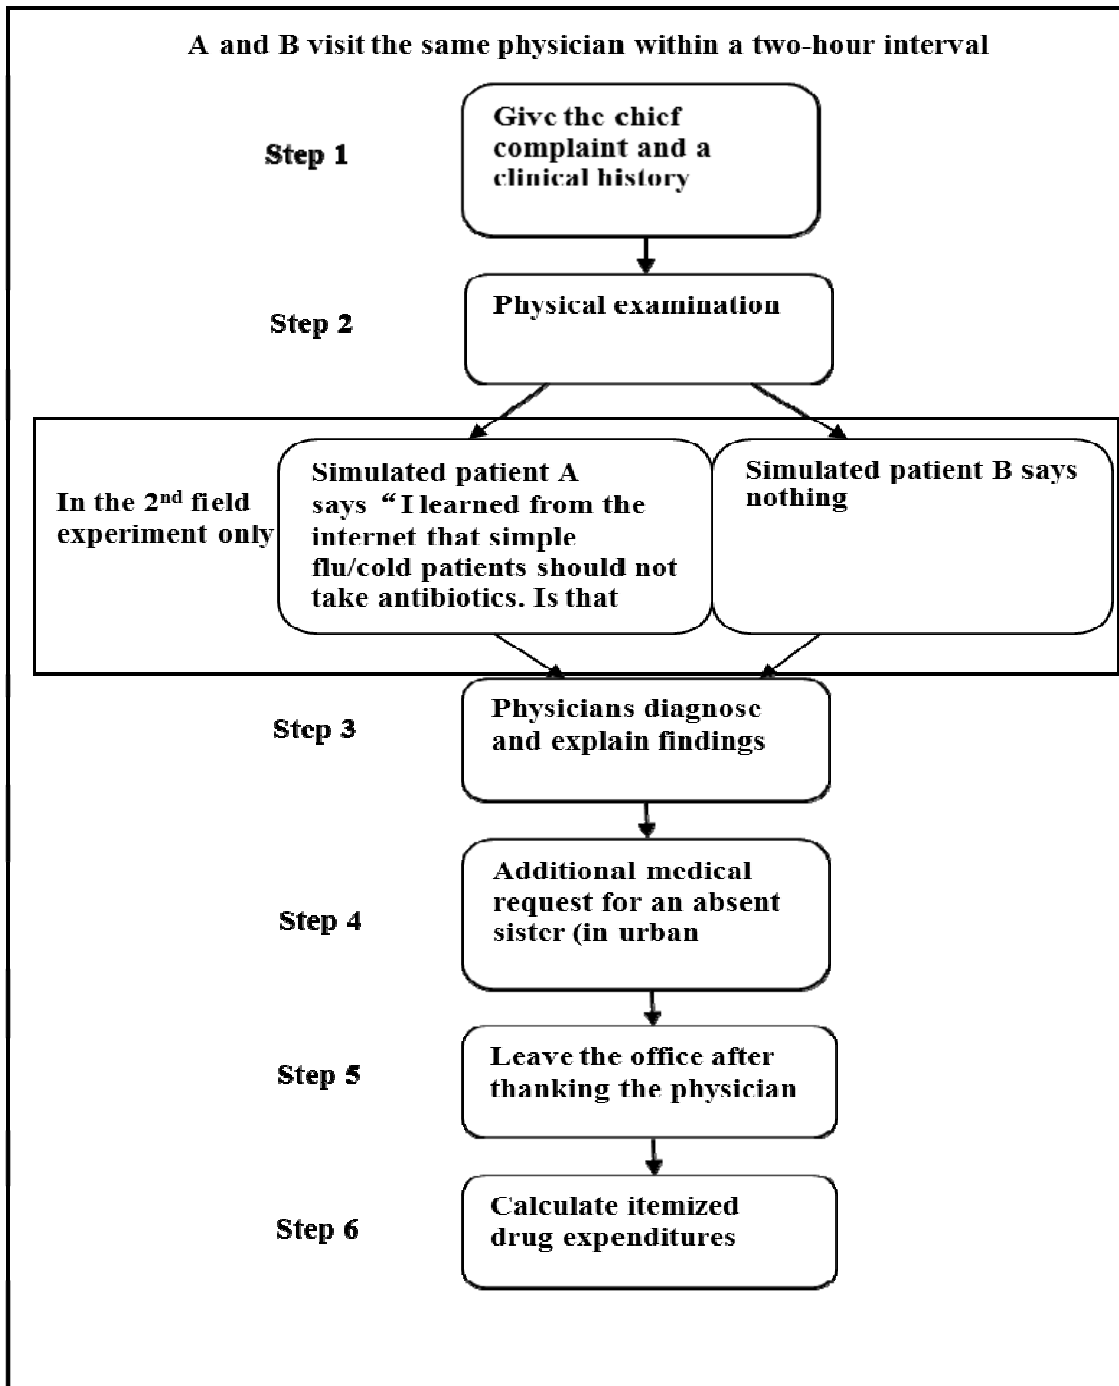 A and B visit the same physician within a two-hour interval
Step 1
Give the chief
complaint and a
clinical history
Step 2
Physical examination
In the 2nd field
experiment only
Simulated patient A
says “I learned from the
internet that simple
flu/cold patients should not
take antibiotics. Is that
Simulated patient B says
nothing
Step 3
Physicians diagnose
and explain findings
Step 4
Additional medical
request for an absent
sister (in urban
Step 5
Leave the office after
thanking the physician
Step 6
Calculate itemized
drug expenditures